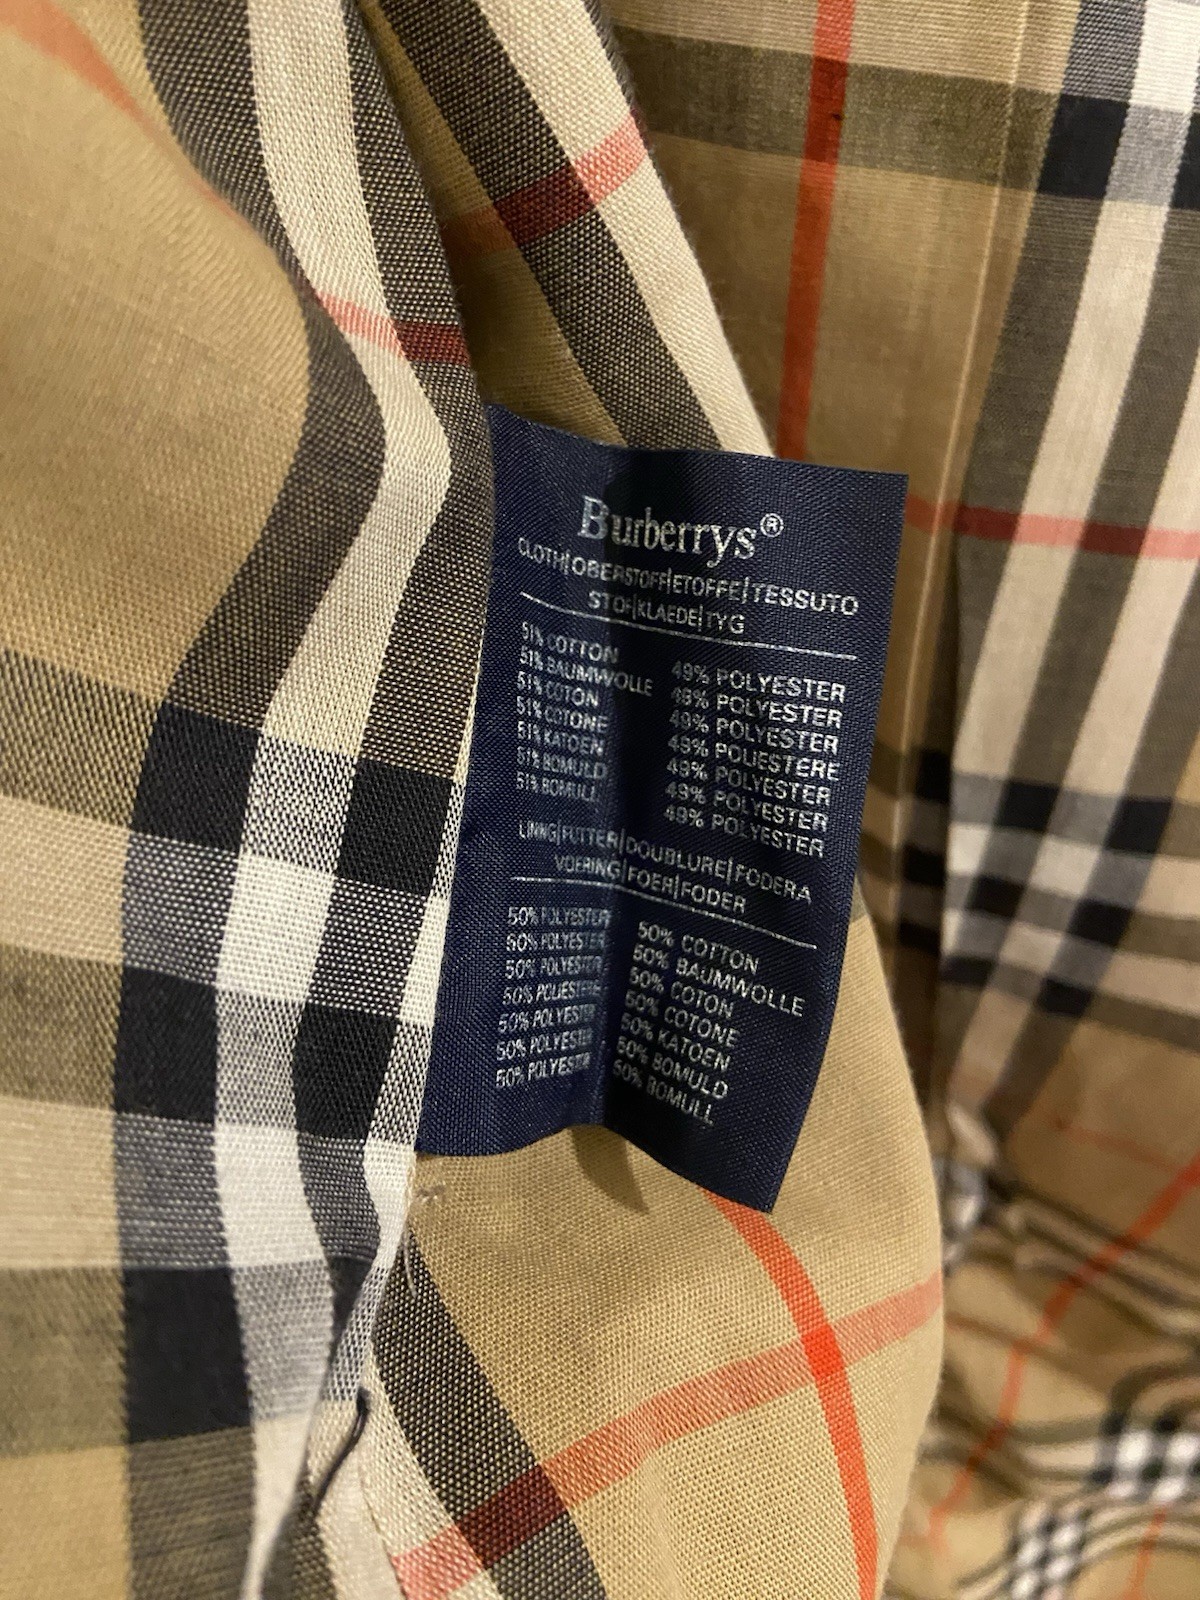 Burberrys®
CLOTH|OBERSTOFF|ETOFFE|TESSUTO
STOF|KLAEDE|TYG
51% COTTON 49% POLYESTER
51% BAUMWOLLE 49% POLYESTER
51% COTON 49% POLYESTER
51% COTONE 49% POLIESTERE
51% KATOEN 49% POLYESTER
51% BOMULD 49% POLYESTER
51% BOMULL 49% POLYESTER
LINING|FUTTER|DOUBLURE|FODERA
VOERING|FOER|FODER
50% POLYESTER 50% COTTON
50% POLYESTER 50% BAUMWOLLE
50% POLYESTER 50% COTON
50% POLIESTERE 50% COTONE
50% POLYESTER 50% KATOEN
50% POLYESTER 50% BOMULD
50% POLYESTER 50% BOMULL